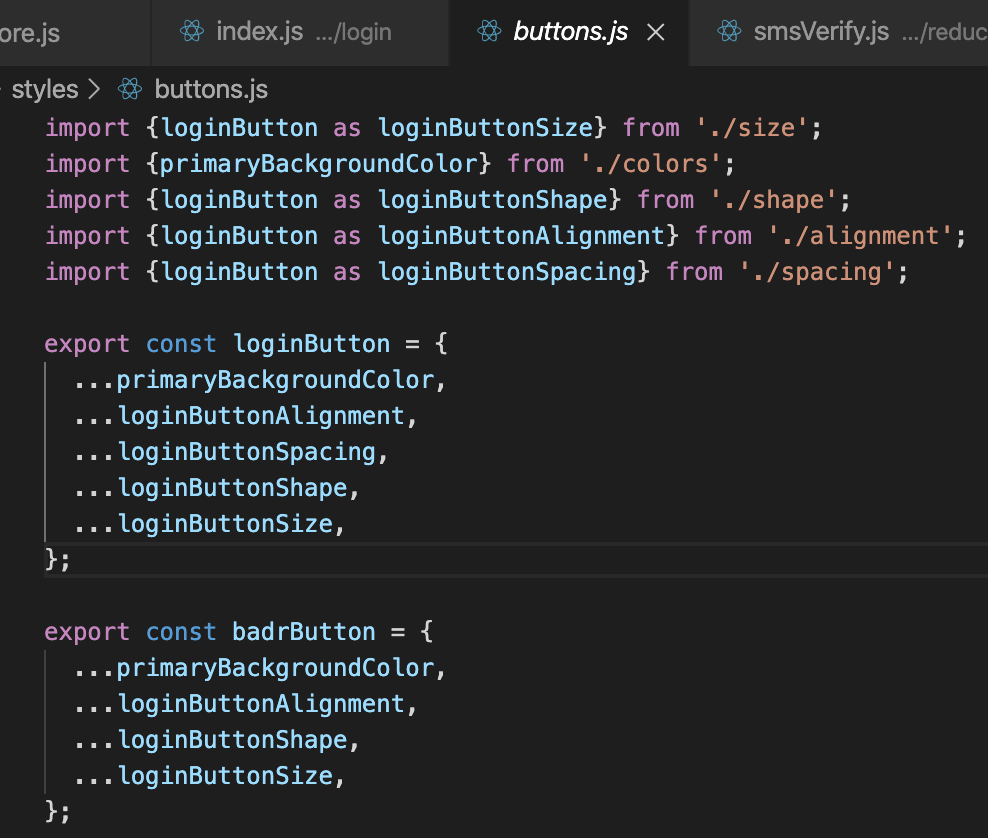 ore.js index.js .../login buttons.js smsVerify.js .../reduc
styles > buttons.js
import {loginButton as loginButtonSize} from './size';
import {primaryBackgroundColor} from './colors';
import {loginButton as loginButtonShape} from './shape';
import {loginButton as loginButtonAlignment} from './alignment';
import {loginButton as loginButtonSpacing} from './spacing';
export const loginButton = {
...primaryBackgroundColor,
...loginButtonAlignment,
...loginButtonSpacing,
...loginButtonShape,
...loginButtonSize,
};
export const badrButton = {
...primaryBackgroundColor,
...loginButtonAlignment,
...loginButtonShape,
...loginButtonSize,
};